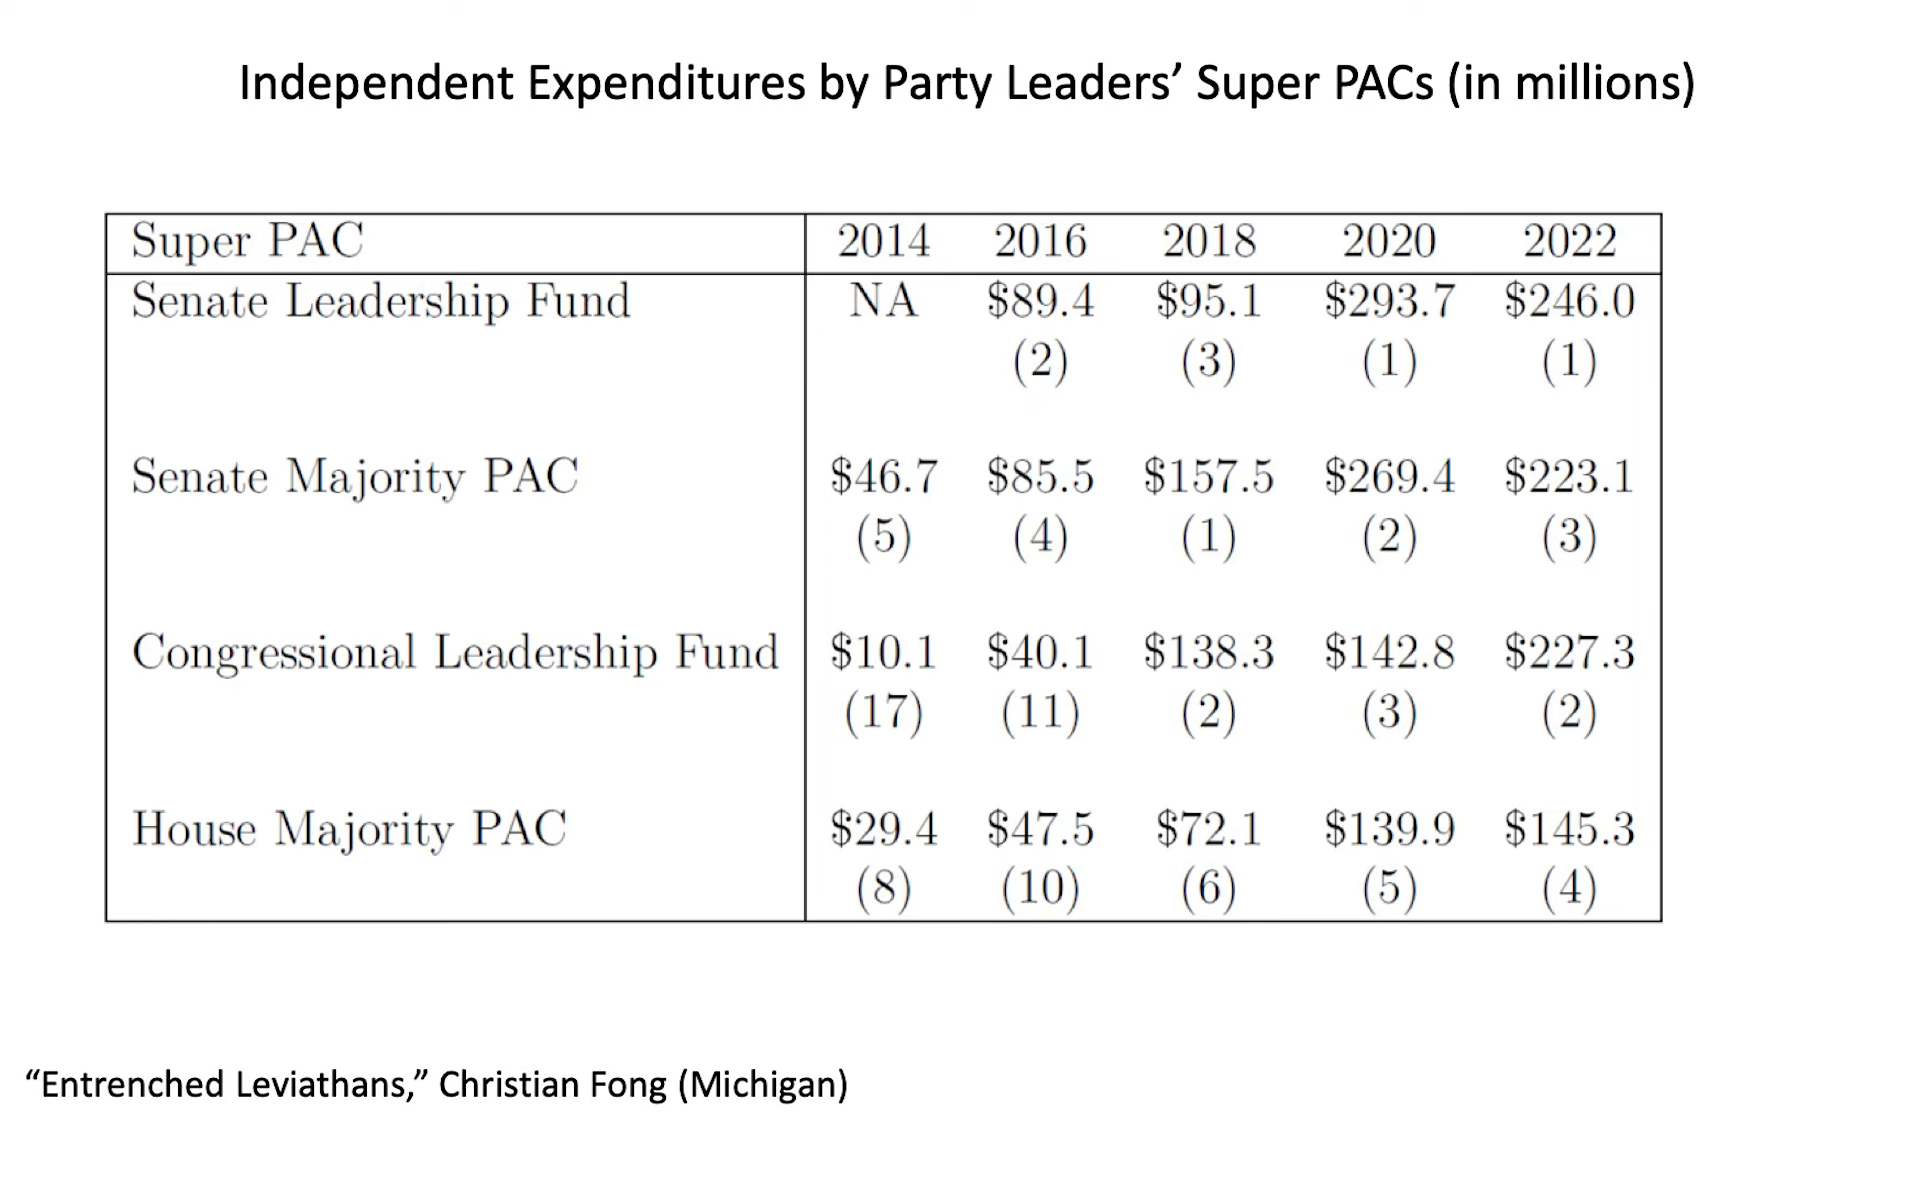 Independent Expenditures by Party Leaders’ Super PACs (in millions)
Super PAC 2014 2016 2018 2020 2022
Senate Leadership Fund NA $89.4 $95.1 $293.7 $246.0
(2) (3) (1) (1)
Senate Majority PAC $46.7 $85.5 $157.5 $269.4 $223.1
(5) (4) (1) (2) (3)
Congressional Leadership Fund $10.1 $40.1 $138.3 $142.8 $227.3
(17) (11) (2) (3) (2)
House Majority PAC $29.4 $47.5 $72.1 $139.9 $145.3
(8) (10) (6) (5) (4)
“Entrenched Leviathans,” Christian Fong (Michigan)